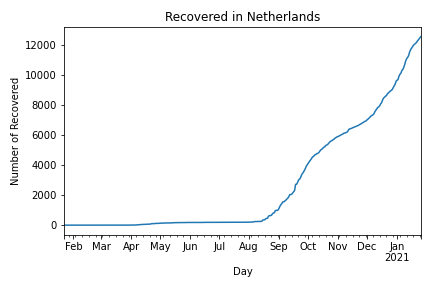 Recovered in Netherlands
Number of Recovered
12000
10000
8000
6000
4000
2000
0
Feb Mar Apr May Jun Jul Aug Sep Oct Nov Dec Jan
2021
Day